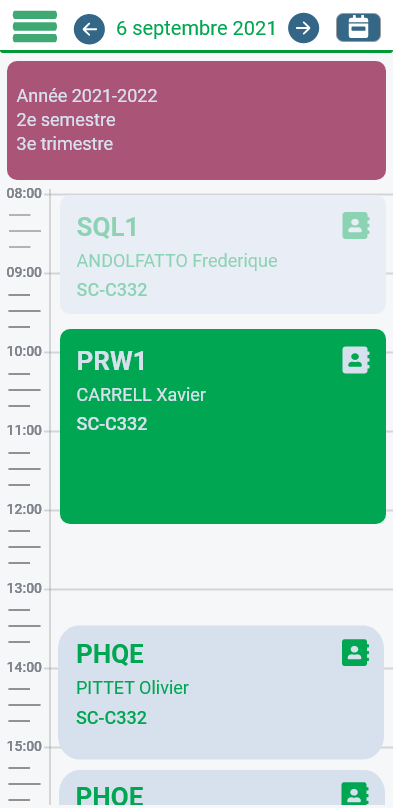 6 septembre 2021
Année 2021-2022
2e semestre
3e trimestre
08:00
SQL1
ANDOLFATTO Frederique
09:00
SC-C332
10:00
PRW1
CARRELL Xavier
SC-C332
11:00
12:00
13:00
PHQE
14:00
PITTET Olivier
SC-C332
15:00
PHQE